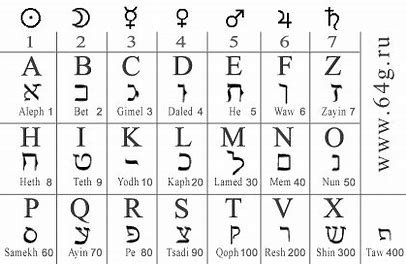 ☉ ☽ ☿ ♀ ♂ ♃ ♄
1 2 3 4 5 6 7
A B C D E F Z
א ב ג ד ה ו ז
Aleph 1 Bet 2 Gimel 3 Daled 4 He 5 Waw 6 Zayin 7
H I K L M N O
ח ט י כ ל ם נ
Heth 8 Teth 9 Yodh 10 Kaph 20 Lamed 30 Mem 40 Nun 50
P Q R S T V X
ס ע פ צ ק ר ש ת
Samekh 60 Ayin 70 Pe 80 Tsadi 90 Qoph 100 Resh 200 Shin 300 Taw 400
www.64g.ru